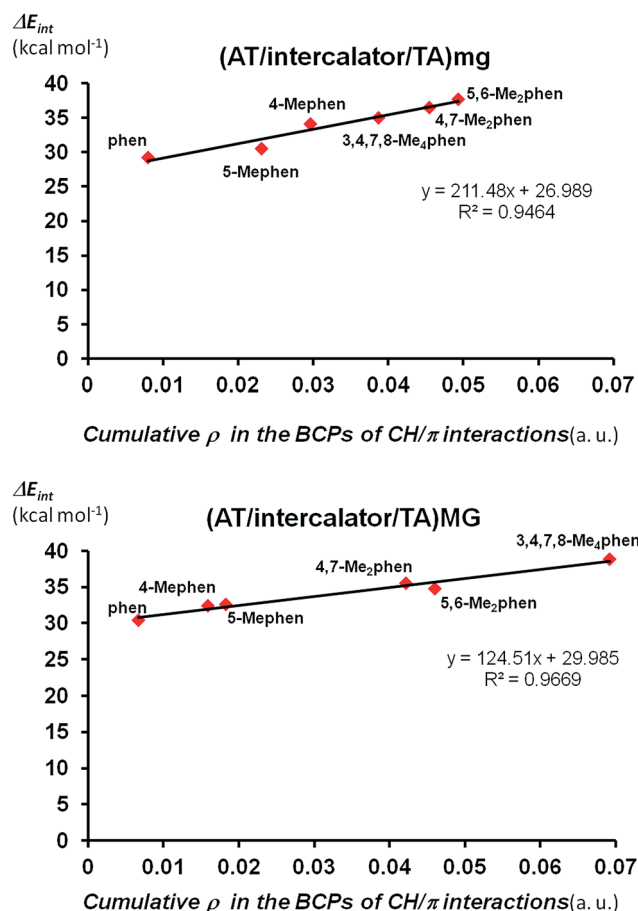 ΔE_int
(kcal mol⁻¹)
(AT/intercalator/TA)mg
40
35
30
25
20
15
10
5
0
phen
5-Mephen
4-Mephen
3,4,7,8-Me₄phen
4,7-Me₂phen
5,6-Me₂phen
y = 211.48x + 26.989
R² = 0.9464
0 0.01 0.02 0.03 0.04 0.05 0.06 0.07
Cumulative ρ in the BCPs of CH/π interactions(a. u.)
ΔE_int
(kcal mol⁻¹)
(AT/intercalator/TA)MG
40
35
30
25
20
15
10
5
0
phen
4-Mephen
5-Mephen
4,7-Me₂phen
5,6-Me₂phen
3,4,7,8-Me₄phen
y = 124.51x + 29.985
R² = 0.9669
0 0.01 0.02 0.03 0.04 0.05 0.06 0.07
Cumulative ρ in the BCPs of CH/π interactions(a. u.)